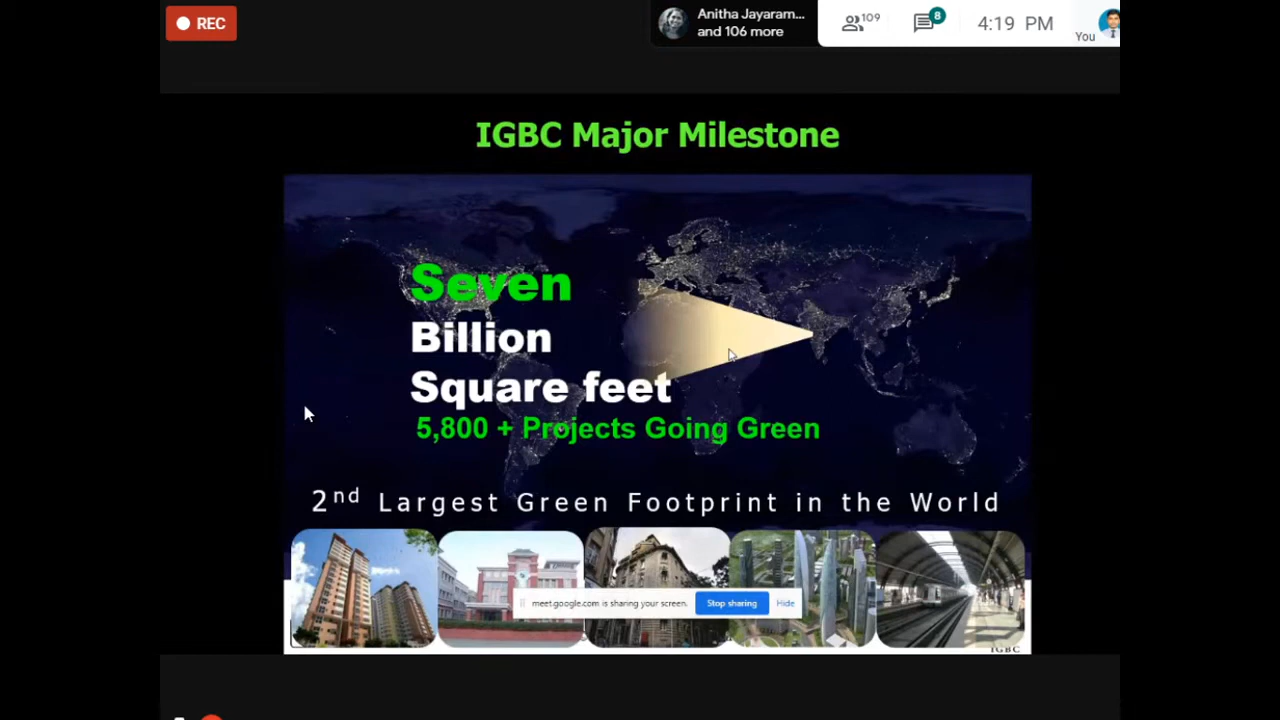 REC
Anitha Jayaram...
and 106 more
109
8
4:19 PM
You
IGBC Major Milestone
Seven
Billion
Square feet
5,800 + Projects Going Green
2nd Largest Green Footprint in the World
meet.google.com is sharing your screen.
Stop sharing
Hide
IGBC